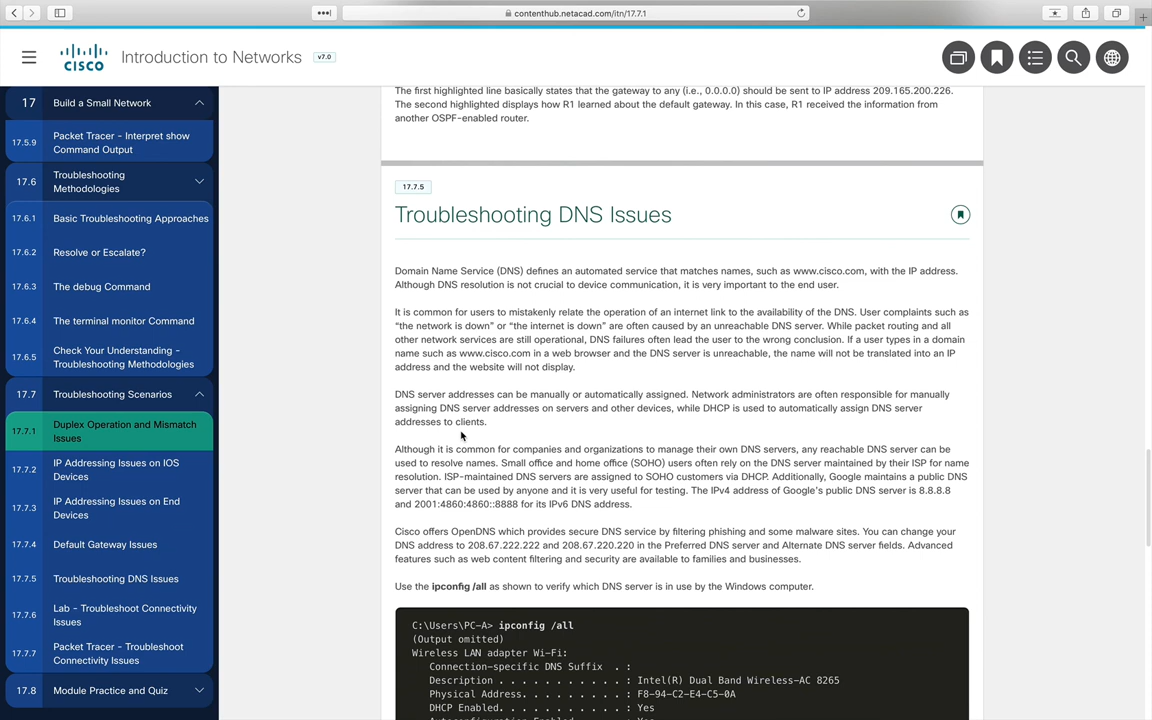 contenthub.netacad.com/itn/17.7.1
CISCO
Introduction to Networks
v7.0
17
Build a Small Network
17.5.9
Packet Tracer - Interpret show
Command Output
17.6
Troubleshooting
Methodologies
17.6.1
Basic Troubleshooting Approaches
17.6.2
Resolve or Escalate?
17.6.3
The debug Command
17.6.4
The terminal monitor Command
17.6.5
Check Your Understanding -
Troubleshooting Methodologies
17.7
Troubleshooting Scenarios
17.7.1
Duplex Operation and Mismatch
Issues
17.7.2
IP Addressing Issues on IOS
Devices
17.7.3
IP Addressing Issues on End
Devices
17.7.4
Default Gateway Issues
17.7.5
Troubleshooting DNS Issues
17.7.6
Lab - Troubleshoot Connectivity
Issues
17.7.7
Packet Tracer - Troubleshoot
Connectivity Issues
17.8
Module Practice and Quiz
The first highlighted line basically states that the gateway to any (i.e., 0.0.0.0) should be sent to IP address 209.165.200.226.
The second highlighted displays how R1 learned about the default gateway. In this case, R1 received the information from
another OSPF-enabled router.
17.7.5
Troubleshooting DNS Issues
Domain Name Service (DNS) defines an automated service that matches names, such as www.cisco.com, with the IP address.
Although DNS resolution is not crucial to device communication, it is very important to the end user.
It is common for users to mistakenly relate the operation of an internet link to the availability of the DNS. User complaints such as
“the network is down” or “the internet is down” are often caused by an unreachable DNS server. While packet routing and all
other network services are still operational, DNS failures often lead the user to the wrong conclusion. If a user types in a domain
name such as www.cisco.com in a web browser and the DNS server is unreachable, the name will not be translated into an IP
address and the website will not display.
DNS server addresses can be manually or automatically assigned. Network administrators are often responsible for manually
assigning DNS server addresses on servers and other devices, while DHCP is used to automatically assign DNS server
addresses to clients.
Although it is common for companies and organizations to manage their own DNS servers, any reachable DNS server can be
used to resolve names. Small office and home office (SOHO) users often rely on the DNS server maintained by their ISP for name
resolution. ISP-maintained DNS servers are assigned to SOHO customers via DHCP. Additionally, Google maintains a public DNS
server that can be used by anyone and it is very useful for testing. The IPv4 address of Google’s public DNS server is 8.8.8.8
and 2001:4860:4860::8888 for its IPv6 DNS address.
Cisco offers OpenDNS which provides secure DNS service by filtering phishing and some malware sites. You can change your
DNS address to 208.67.222.222 and 208.67.220.220 in the Preferred DNS server and Alternate DNS server fields. Advanced
features such as web content filtering and security are available to families and businesses.
Use the ipconfig /all as shown to verify which DNS server is in use by the Windows computer.
C:\Users\PC-A> ipconfig /all
(Output omitted)
Wireless LAN adapter Wi-Fi:
Connection-specific DNS Suffix . :
Description . . . . . . . . . . . : Intel(R) Dual Band Wireless-AC 8265
Physical Address. . . . . . . . . : F8-94-C2-E4-C5-0A
DHCP Enabled. . . . . . . . . . . : Yes